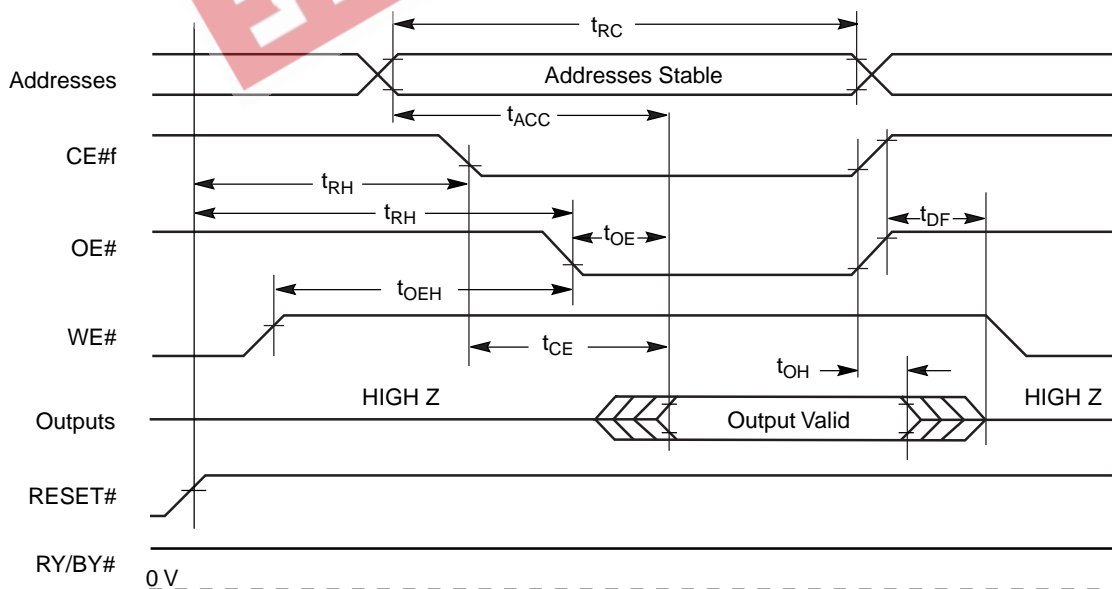 tRC
Addresses
Addresses Stable
tACC
CE#f
tRH
tRH
OE#
tOE
tDF
tOEH
WE#
tCE
tOH
HIGH Z
HIGH Z
Outputs
Output Valid
RESET#
RY/BY#
0 V